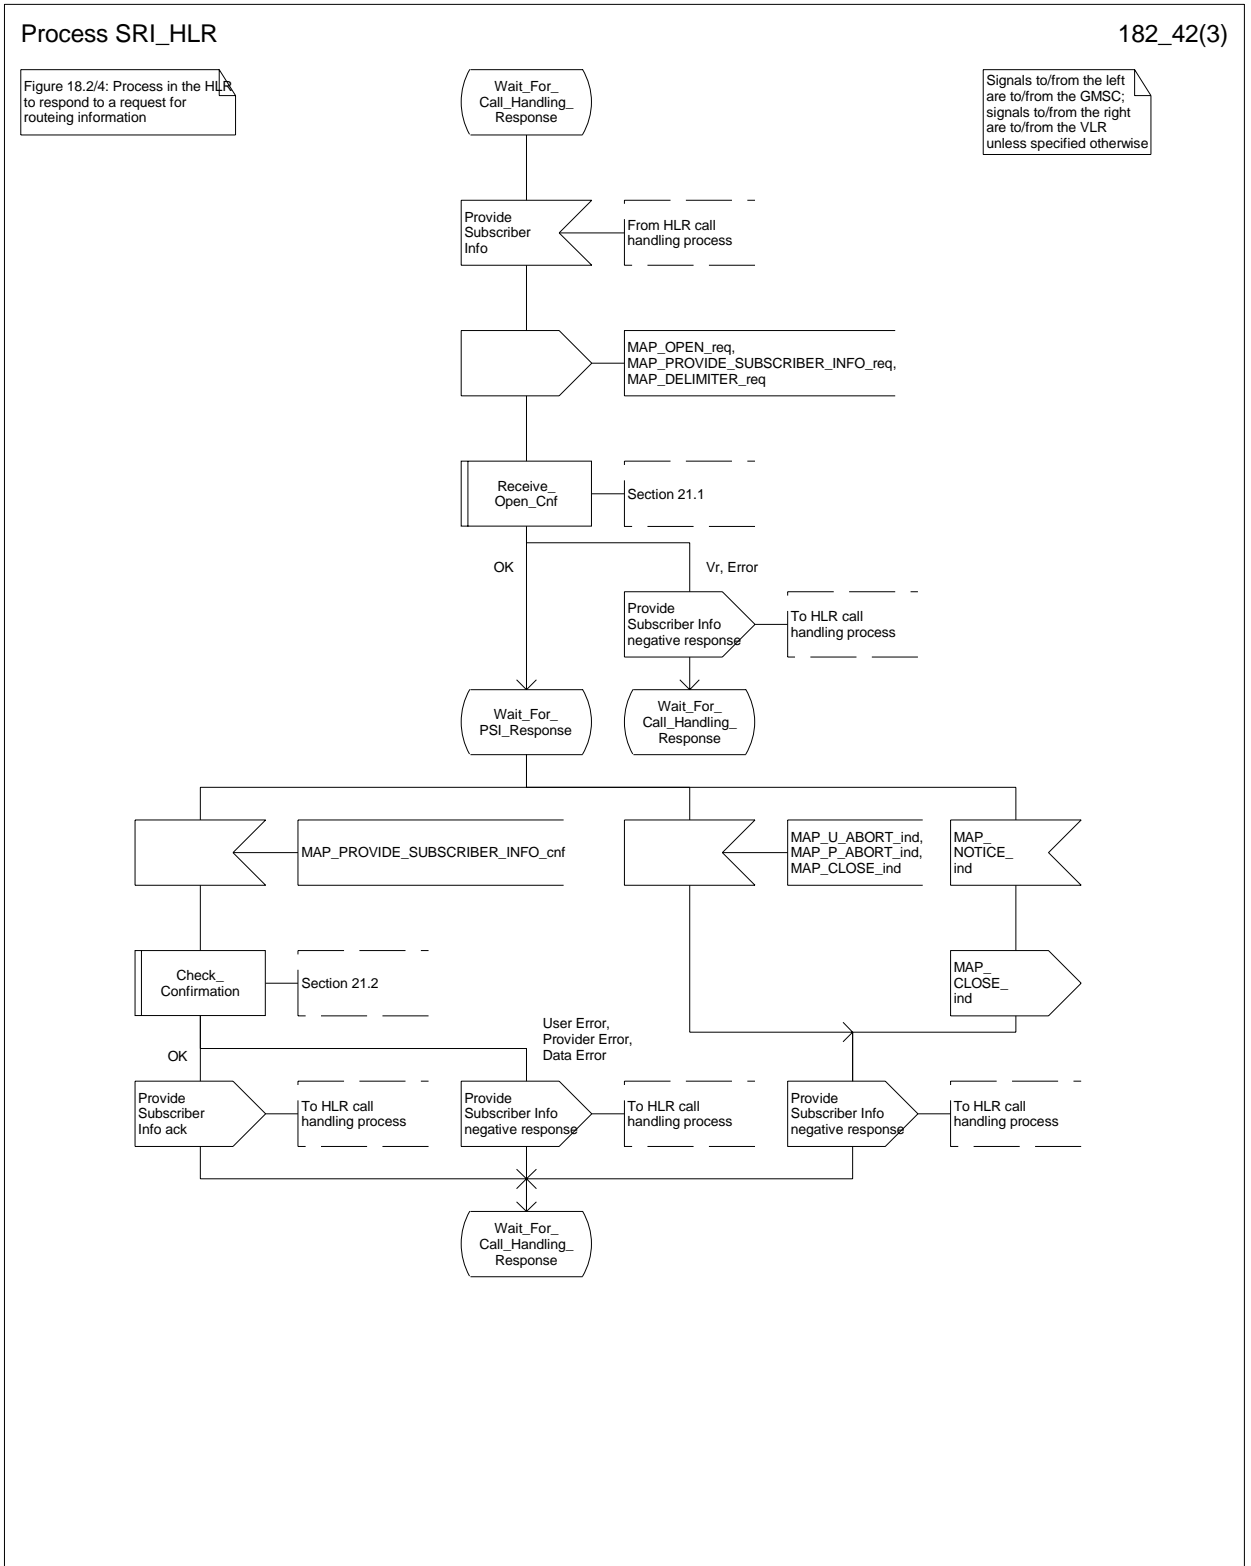 Process SRI_HLR
182_42(3)
Figure 18.2/4: Process in the HLR
to respond to a request for
routeing information
Signals to/from the left
are to/from the GMSC;
signals to/from the right
are to/from the VLR
unless specified otherwise
Wait_For_
Call_Handling_
Response
Provide
Subscriber
Info
From HLR call
handling process
MAP_OPEN_req,
MAP_PROVIDE_SUBSCRIBER_INFO_req,
MAP_DELIMITER_req
Receive_
Open_Cnf
Section 21.1
OK
Vr, Error
Provide
Subscriber Info
negative response
To HLR call
handling process
Wait_For_
PSI_Response
Wait_For_
Call_Handling_
Response
MAP_PROVIDE_SUBSCRIBER_INFO_cnf
MAP_U_ABORT_ind,
MAP_P_ABORT_ind,
MAP_CLOSE_ind
MAP_
NOTICE_
ind
Check_
Confirmation
Section 21.2
MAP_
CLOSE_
ind
OK
User Error,
Provider Error,
Data Error
Provide
Subscriber
Info ack
To HLR call
handling process
Provide
Subscriber Info
negative response
To HLR call
handling process
Provide
Subscriber Info
negative response
To HLR call
handling process
Wait_For_
Call_Handling_
Response